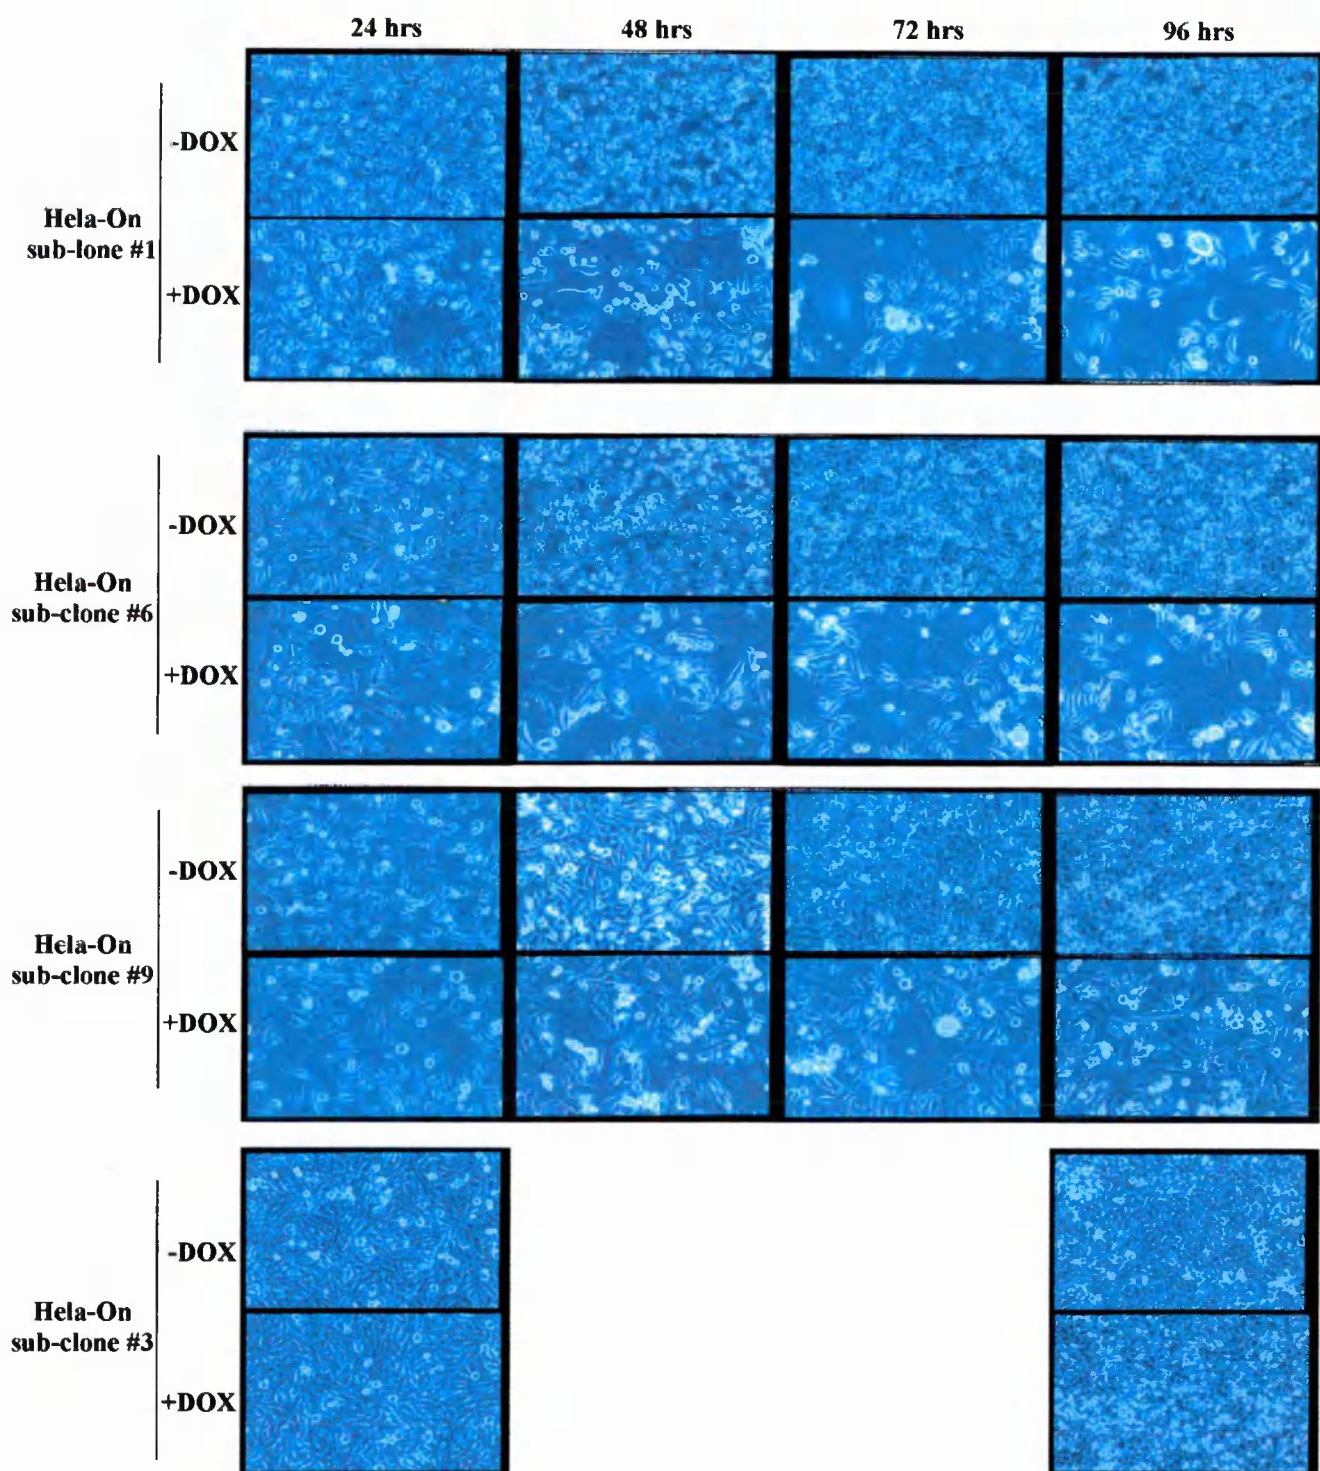 24 hrs 48 hrs 72 hrs 96 hrs
-DOX
Hela-On
sub-lone #1
+DOX
-DOX
Hela-On
sub-clone #6
+DOX
-DOX
Hela-On
sub-clone #9
+DOX
-DOX
Hela-On
sub-clone #3
+DOX